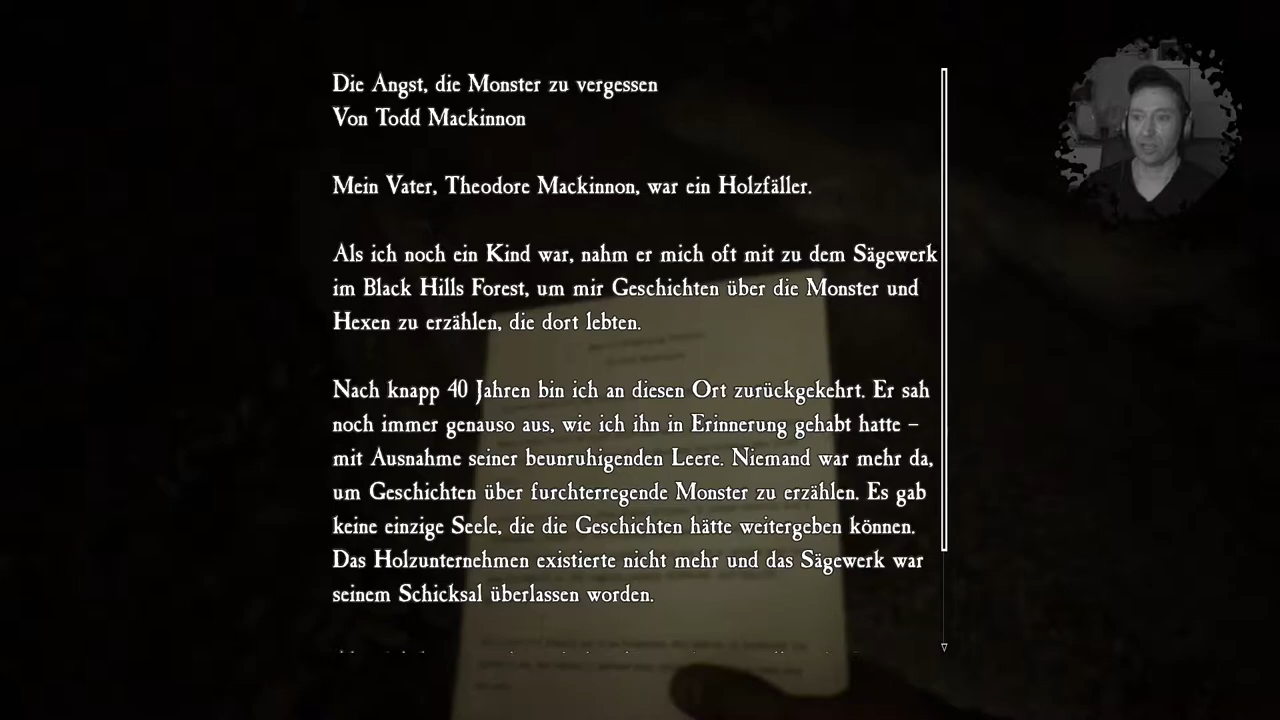 Die Angst, die Monster zu vergessen
Von Todd Mackinnon
Mein Vater, Theodore Mackinnon, war ein Holzfäller.
Als ich noch ein Kind war, nahm er mich oft mit zu dem Sägewerk
im Black Hills Forest, um mir Geschichten über die Monster und
Hexen zu erzählen, die dort lebten.
Nach knapp 40 Jahren bin ich an diesen Ort zurückgekehrt. Er sah
noch immer genauso aus, wie ich ihn in Erinnerung gehabt hatte –
mit Ausnahme seiner beunruhigenden Leere. Niemand war mehr da,
um Geschichten über furchterregende Monster zu erzählen. Es gab
keine einzige Seele, die die Geschichten hätte weitergeben können.
Das Holzunternehmen existierte nicht mehr und das Sägewerk war
seinem Schicksal überlassen worden.